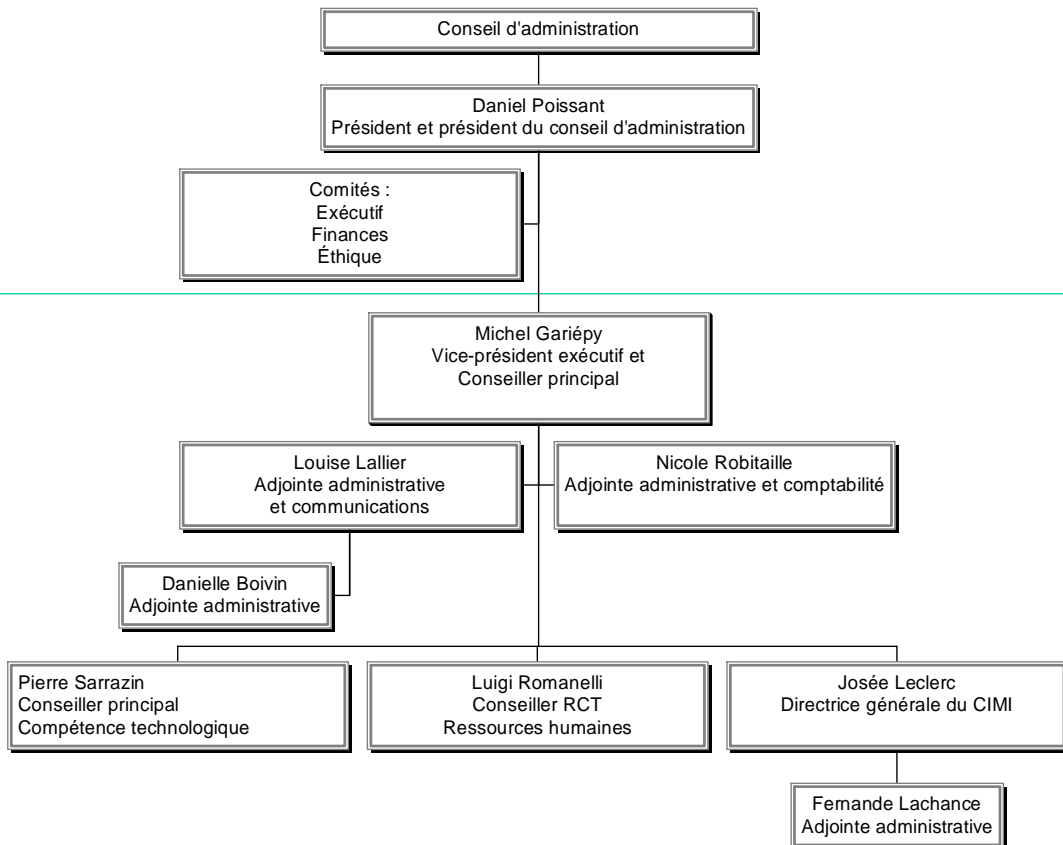 Conseil d'administration
Daniel Poissant
Président et président du conseil d'administration
Comités :
Exécutif
Finances
Éthique
Michel Gariépy
Vice-président exécutif et
Conseiller principal
Louise Lallier
Adjointe administrative
et communications
Nicole Robitaille
Adjointe administrative et comptabilité
Danielle Boivin
Adjointe administrative
Pierre Sarrazin
Conseiller principal
Compétence technologique
Luigi Romanelli
Conseiller RCT
Ressources humaines
Josée Leclerc
Directrice générale du CIMI
Fernande Lachance
Adjointe administrative